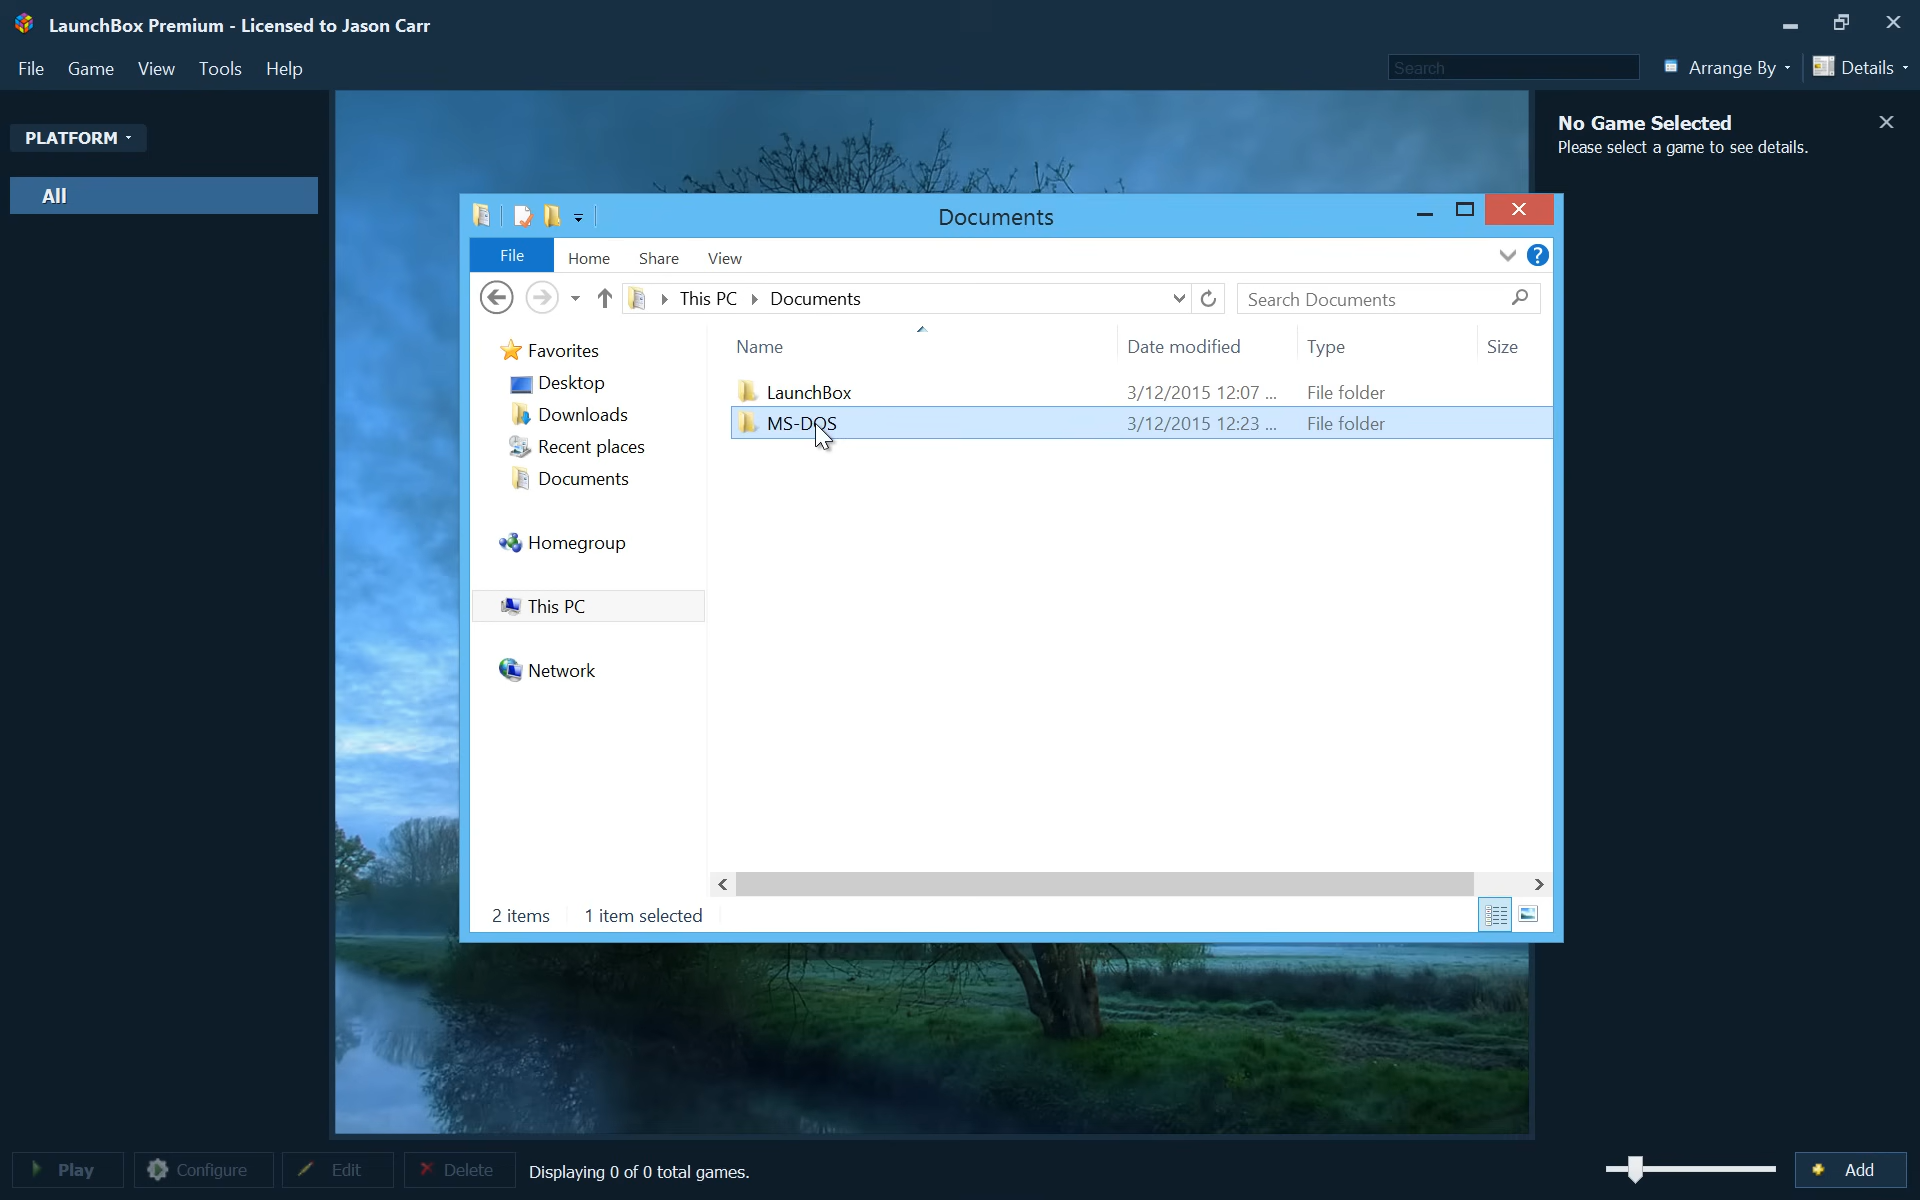 LaunchBox Premium - Licensed to Jason Carr
File Game View Tools Help
Search
Arrange By
Details
PLATFORM
All
No Game Selected
Please select a game to see details.
Documents
File Home Share View
?
This PC Documents
Search Documents
Name Date modified Type Size
LaunchBox 3/12/2015 12:07 ... File folder
MS-DOS 3/12/2015 12:23 ... File folder
Favorites
Desktop
Downloads
Recent places
Documents
Homegroup
This PC
Network
2 items 1 item selected
Play Configure Edit Delete Displaying 0 of 0 total games.
Add